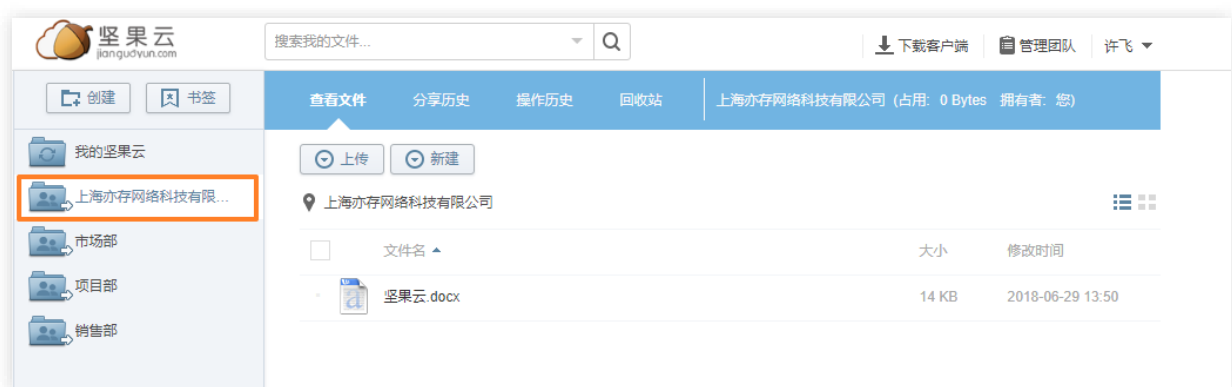 坚果云
jianguoyun.com
搜索我的文件...
下载客户端
管理团队
许飞
创建
书签
查看文件
分享历史
操作历史
回收站
上海亦存网络科技有限公司 (占用: 0 Bytes 拥有者: 您)
我的坚果云
上海亦存网络科技有限...
市场部
项目部
销售部
上传
新建
上海亦存网络科技有限公司
文件名
大小
修改时间
坚果云.docx
14 KB
2018-06-29 13:50